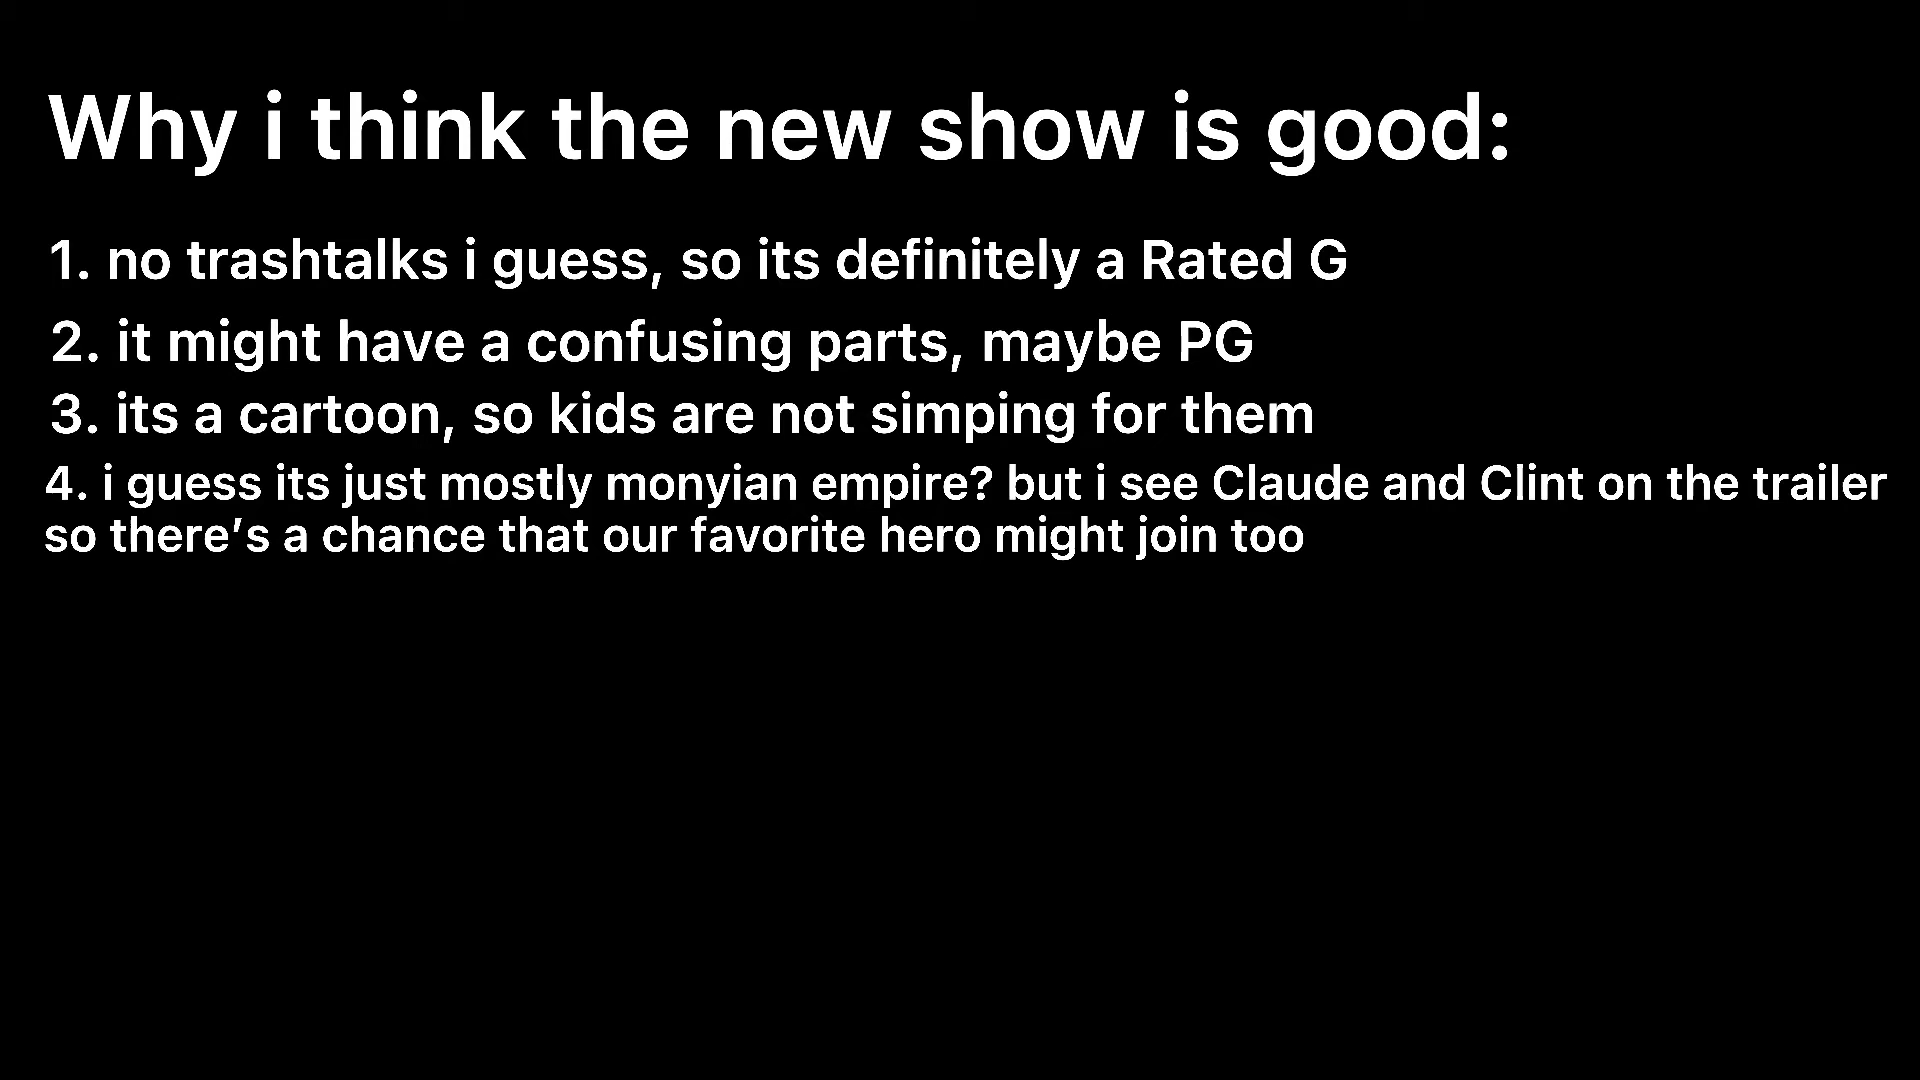 Why i think the new show is good:
1. no trashtalks i guess, so its definitely a Rated G
2. it might have a confusing parts, maybe PG
3. its a cartoon, so kids are not simping for them
4. i guess its just mostly monyian empire? but i see Claude and Clint on the trailer
so there's a chance that our favorite hero might join too